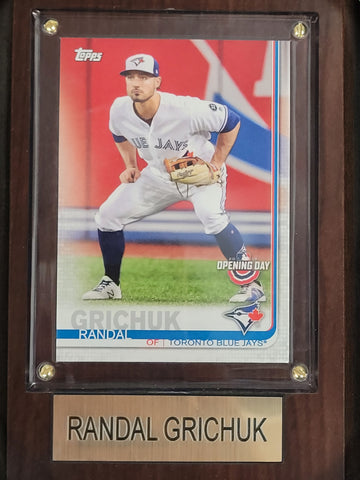 Topps
BLUE JAYS
OPENING DAY
GRICHUK
RANDAL
OF | TORONTO BLUE JAYS®
RANDAL GRICHUK